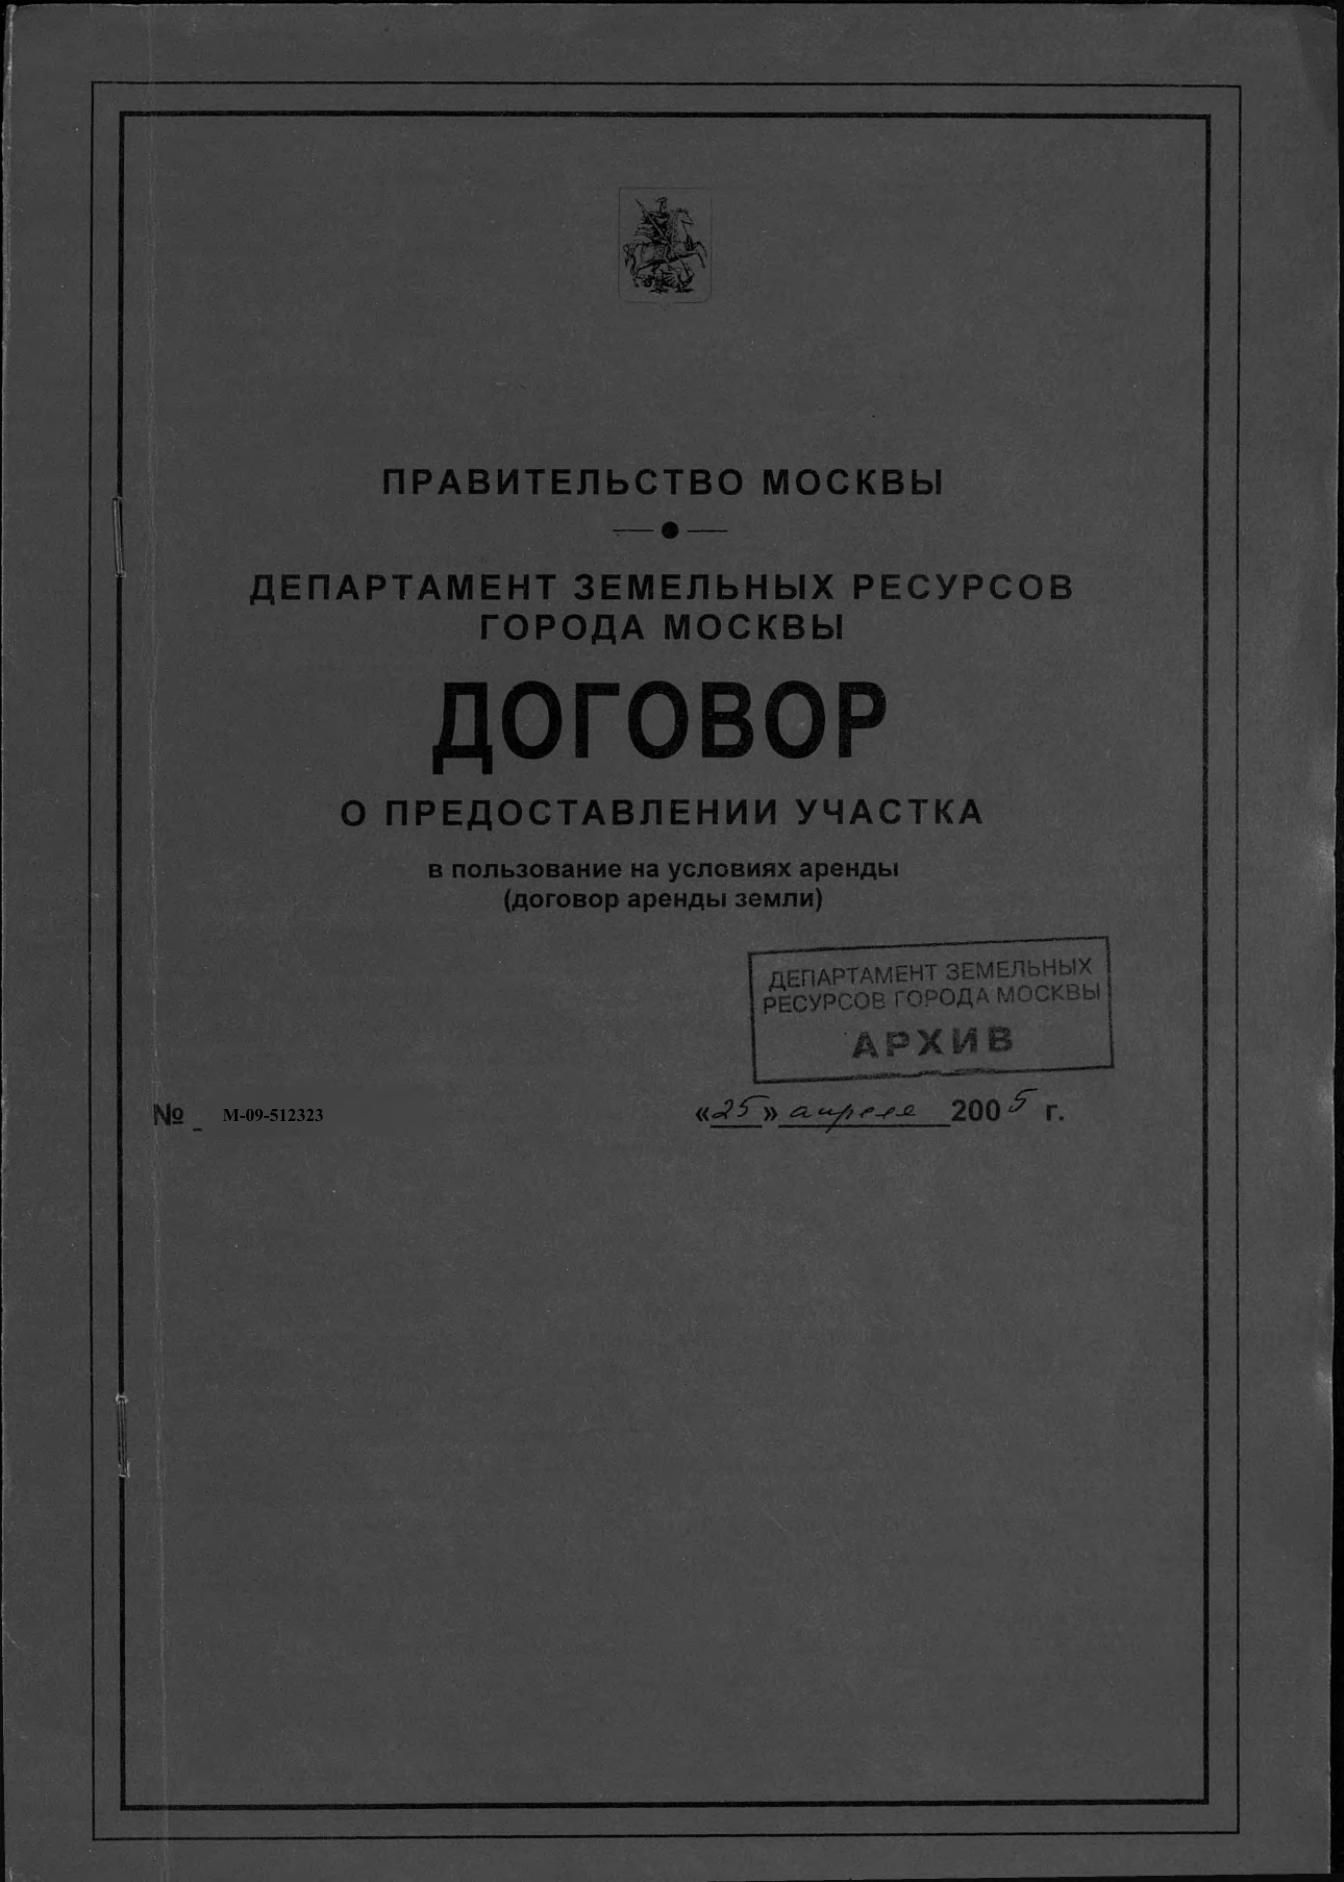 ПРАВИТЕЛЬСТВО МОСКВЫ
ДЕПАРТАМЕНТ ЗЕМЕЛЬНЫХ РЕСУРСОВ
ГОРОДА МОСКВЫ
ДОГОВОР
О ПРЕДОСТАВЛЕНИИ УЧАСТКА
в пользование на условиях аренды
(договор аренды земли)
ДЕПАРТАМЕНТ ЗЕМЕЛЬНЫХ
РЕСУРСОВ ГОРОДА МОСКВЫ
АРХИВ
№ М-09-512323 «25» апреля 2005 г.